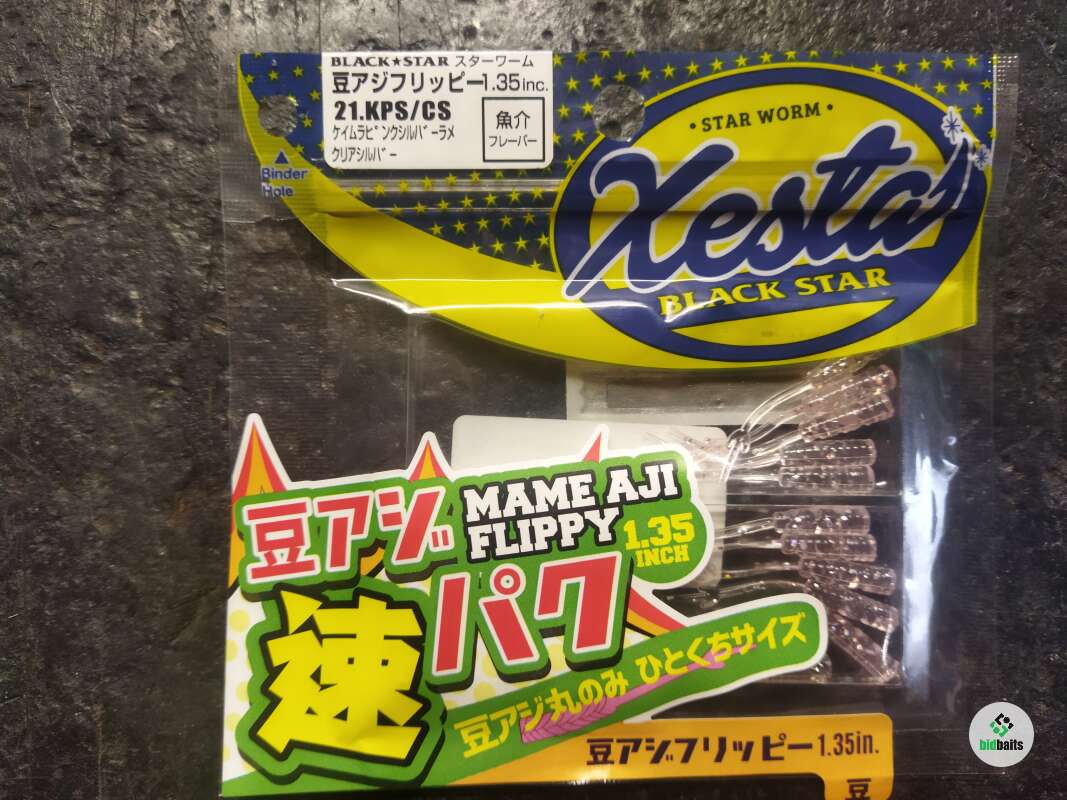 BLACK★STAR スターワーム
豆アジフリッピー1.35inc.
21.KPS/CS
ケイムラピンクシルバーラメ
クリアシルバー
魚介
フレーバー
Binder
Hole
• STAR WORM •
Xesta
BLACK STAR
豆アジ
MAME AJI
FLIPPY
1.35
INCH
速
パク
豆アジ丸のみ ひとくちサイズ
豆アジフリッピー1.35in.
豆
bidbaits